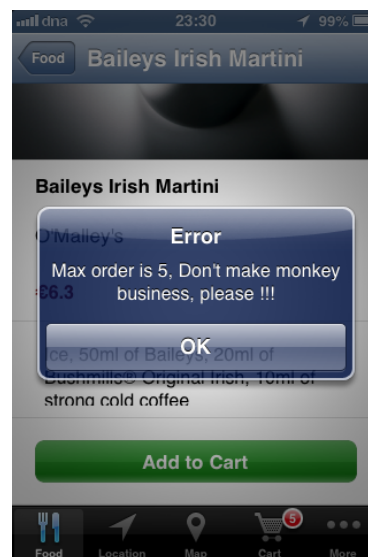 dna 23:30 99%
Food Baileys Irish Martini
Baileys Irish Martini
O'Malley's
Error
Max order is 5, Don't make monkey
business, please !!!
€6.3
OK
Ice, 50ml of Baileys, 20ml of
Bushmills® Original Irish, 10ml of
strong cold coffee
Add to Cart
5
Food Location Map Cart More